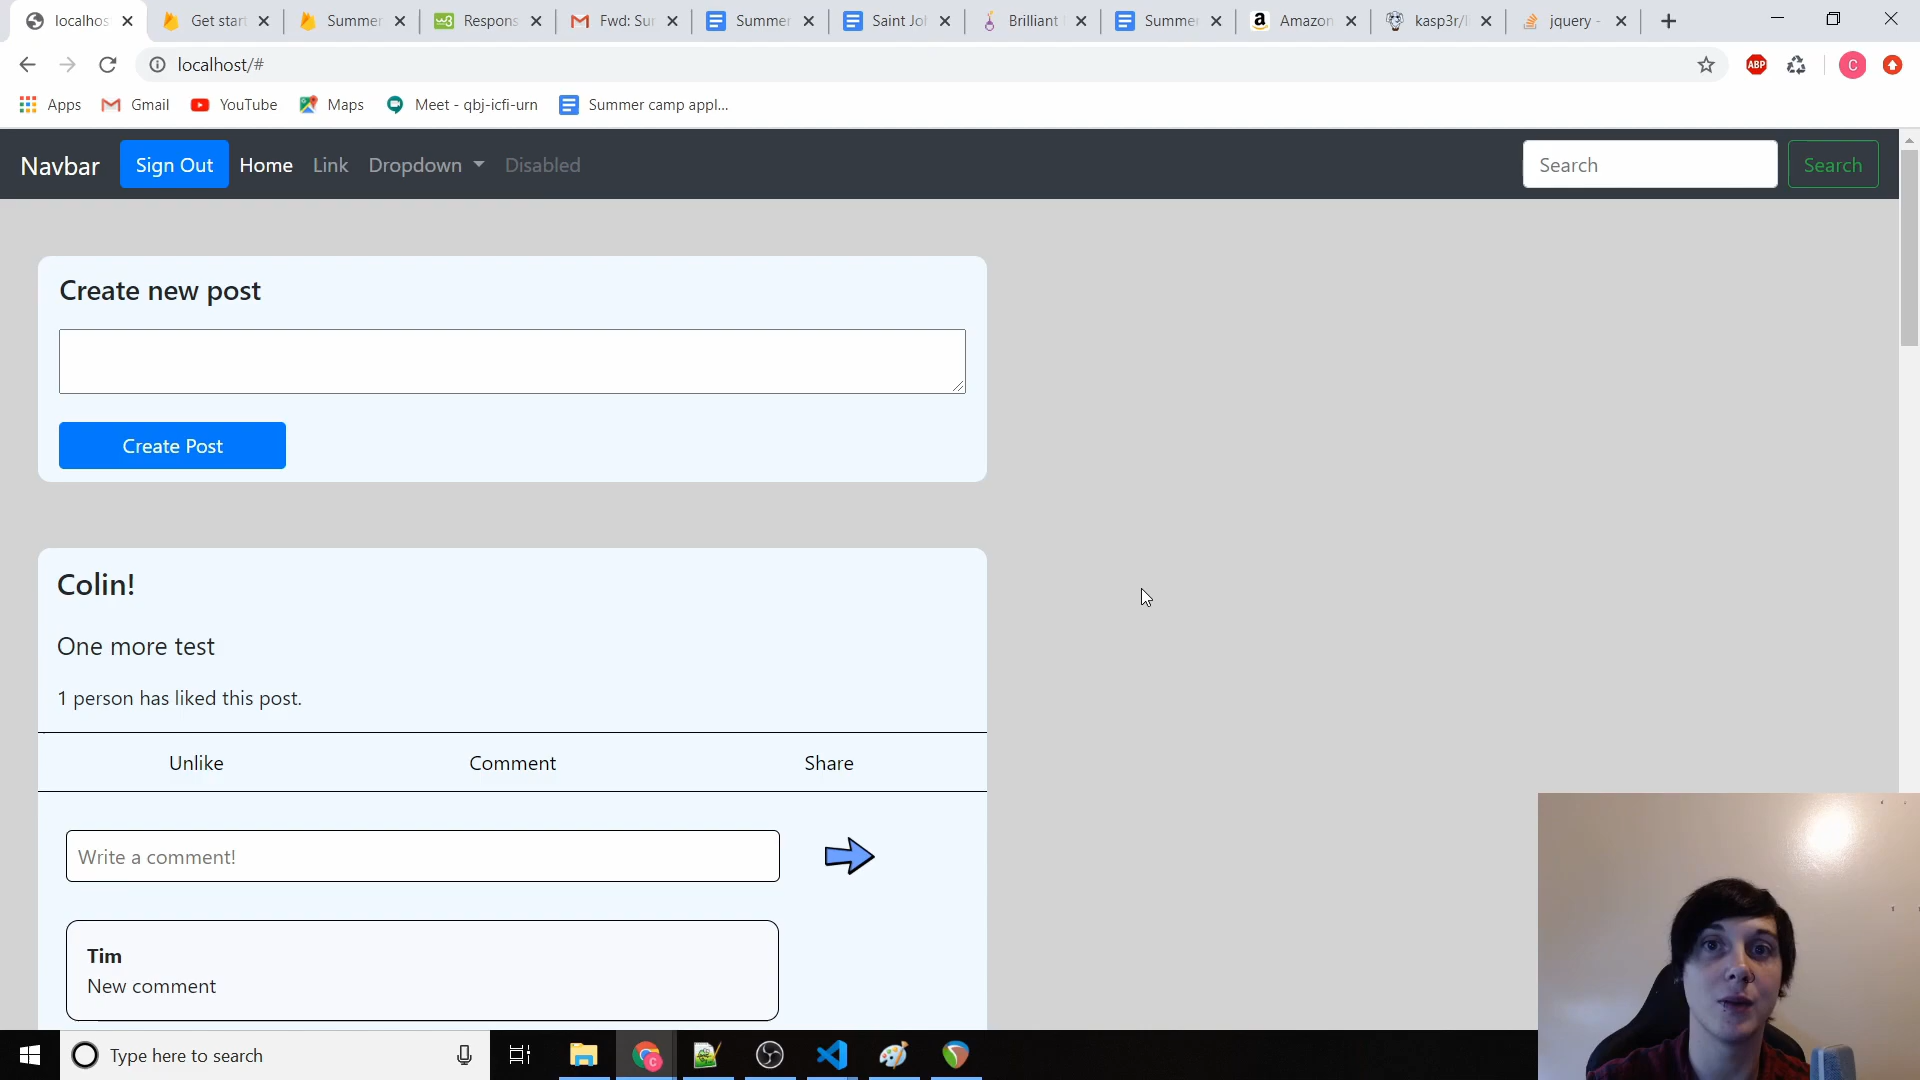 localhos
Get start
Summer
Respons
Fwd: Sur
Summer
Saint Jo
Brilliant
Summer
Amazon
kasp3r/
jquery -
localhost/#
ABP
C
Apps
Gmail
YouTube
Maps
Meet - qbj-icfi-urn
Summer camp appl...
Navbar
Sign Out
Home
Link
Dropdown
Disabled
Search
Search
Create new post
Create Post
Colin!
One more test
1 person has liked this post.
Unlike
Comment
Share
Write a comment!
Tim
New comment
Type here to search